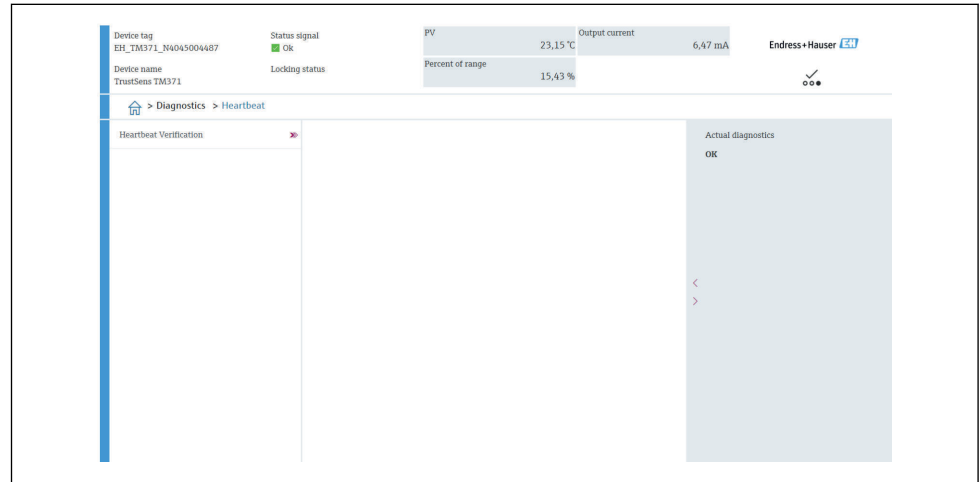 Device tag
EH_TM371_N4045004487
Status signal
Ok
Device name
TrustSens TM371
Locking status
PV
23,15 °C
Output current
6,47 mA
Percent of range
15,43 %
Endress+Hauser EH
> Diagnostics > Heartbeat
Heartbeat Verification
Actual diagnostics
OK